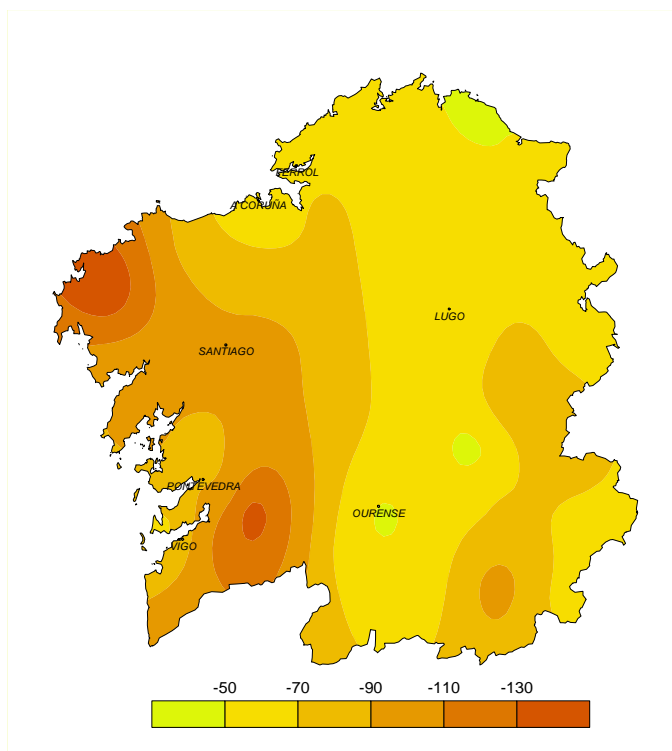 FERROL
A CORUÑA
LUGO
SANTIAGO
PONTEVEDRA
OURENSE
VIGO
-50 -70 -90 -110 -130